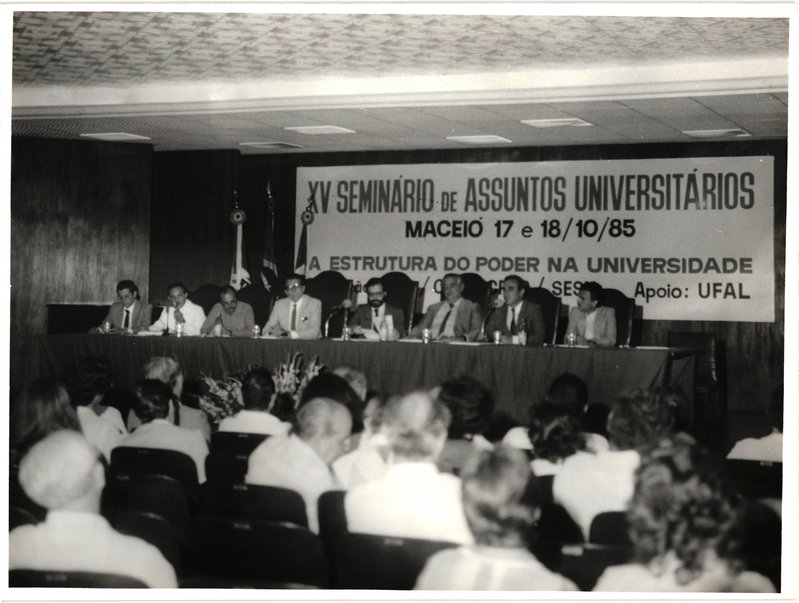 XV SEMINÁRIO DE ASSUNTOS UNIVERSITÁRIOS
MACEIÓ 17 e 18/10/85
A ESTRUTURA DO PODER NA UNIVERSIDADE
Apoio: UFAL